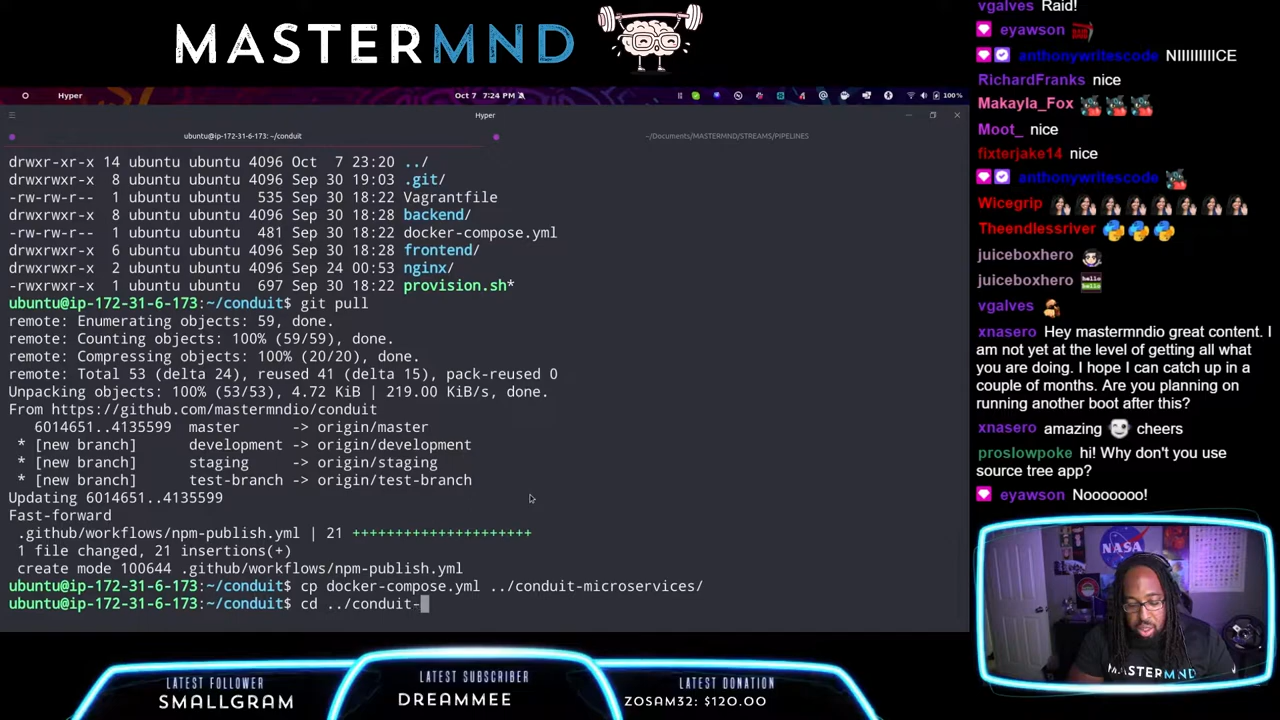 MASTERMND
Hyper
Oct 7 7:24 PM
100%
Hyper
ubuntu@ip-172-31-6-173: ~/conduit
~/Documents/MASTERMND/STREAMS/PIPELINES
drwxr-xr-x 14 ubuntu ubuntu 4096 Oct  7 23:20 ../
drwxrwxr-x  8 ubuntu ubuntu 4096 Sep 30 19:03 .git/
-rw-rw-r--  1 ubuntu ubuntu  535 Sep 30 18:22 Vagrantfile
drwxrwxr-x  8 ubuntu ubuntu 4096 Sep 30 18:28 backend/
-rw-rw-r--  1 ubuntu ubuntu  481 Sep 30 18:22 docker-compose.yml
drwxrwxr-x  6 ubuntu ubuntu 4096 Sep 30 18:28 frontend/
drwxrwxr-x  2 ubuntu ubuntu 4096 Sep 24 00:53 nginx/
-rwxrwxr-x  1 ubuntu ubuntu  697 Sep 30 18:22 provision.sh*
ubuntu@ip-172-31-6-173:~/conduit$ git pull
remote: Enumerating objects: 59, done.
remote: Counting objects: 100% (59/59), done.
remote: Compressing objects: 100% (20/20), done.
remote: Total 53 (delta 24), reused 41 (delta 15), pack-reused 0
Unpacking objects: 100% (53/53), 4.72 KiB | 219.00 KiB/s, done.
From https://github.com/mastermndio/conduit
   6014651..4135599  master      -> origin/master
 * [new branch]      development -> origin/development
 * [new branch]      staging     -> origin/staging
 * [new branch]      test-branch -> origin/test-branch
Updating 6014651..4135599
Fast-forward
 .github/workflows/npm-publish.yml | 21 +++++++++++++++++++++
 1 file changed, 21 insertions(+)
 create mode 100644 .github/workflows/npm-publish.yml
ubuntu@ip-172-31-6-173:~/conduit$ cp docker-compose.yml ../conduit-microservices/
ubuntu@ip-172-31-6-173:~/conduit$ cd ../conduit-
vgalves Raid!
eyawson
anthonywritescode NIIIIIIIICE
RichardFranks nice
Makayla_Fox
Moot_ nice
fixterjake14 nice
anthonywritescode
Wicegrip
Theendlessriver
juiceboxhero
juiceboxhero hello
vgalves
xnasero Hey mastermndio great content. I
am not yet at the level of getting all what
you are doing. I hope I can catch up in a
couple of months. Are you planning on
running another boot after this?
xnasero amazing cheers
proslowpoke hi! Why don't you use
source tree app?
eyawson Nooooooo!
NASA
MASTERMND
LATEST FOLLOWER
SMALLGRAM
LATEST SUBSCRIBER
DREAMMEE
LATEST DONATION
ZOSAM32: $120.00